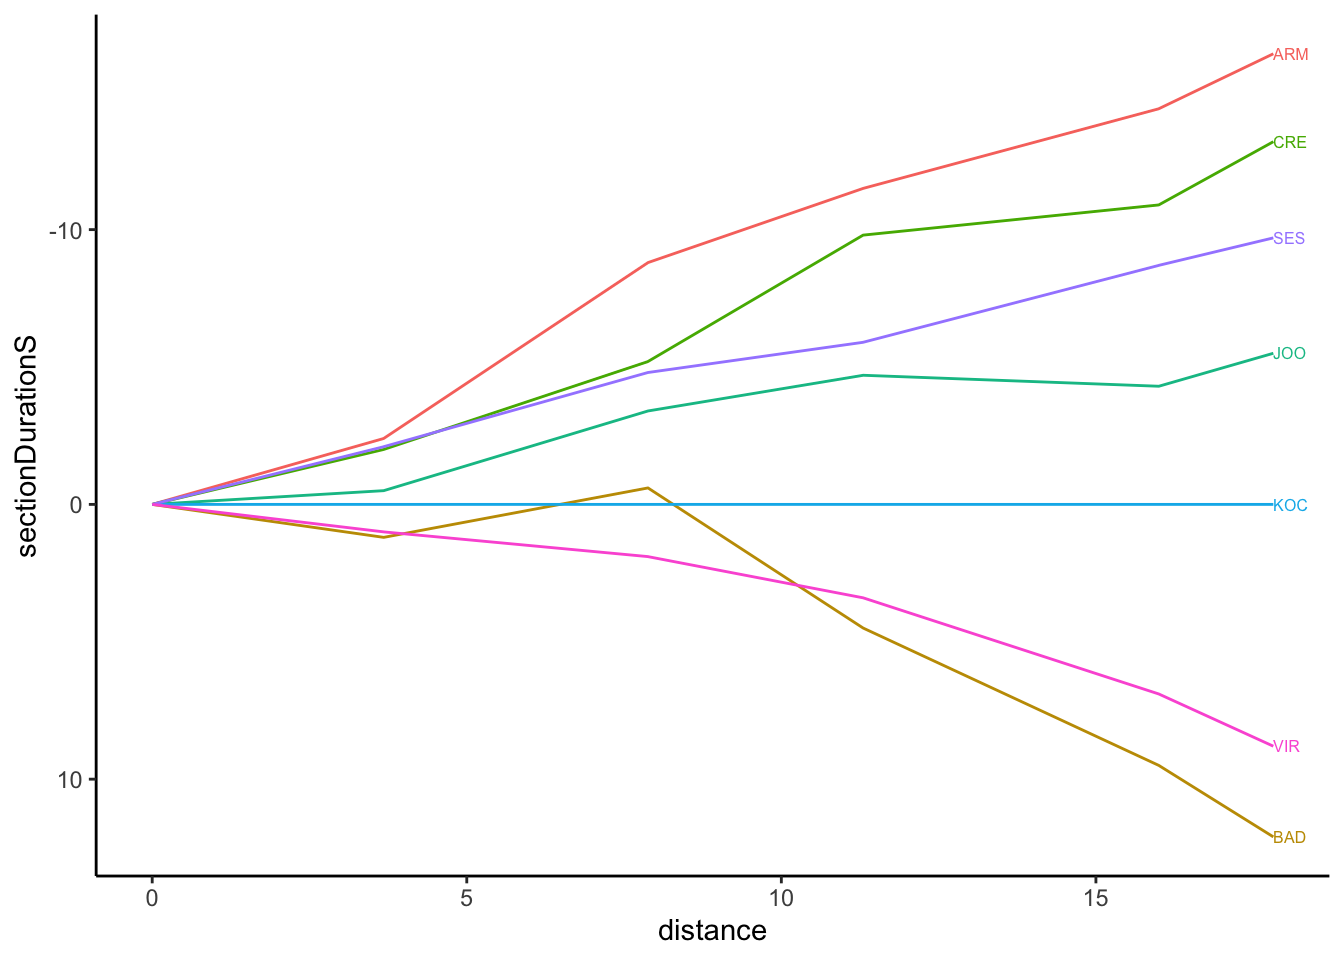 ARM
CRE
-10
SES
JOO
0
KOC
sectionDurationS
VIR
10
BAD
0 5 10 15
distance